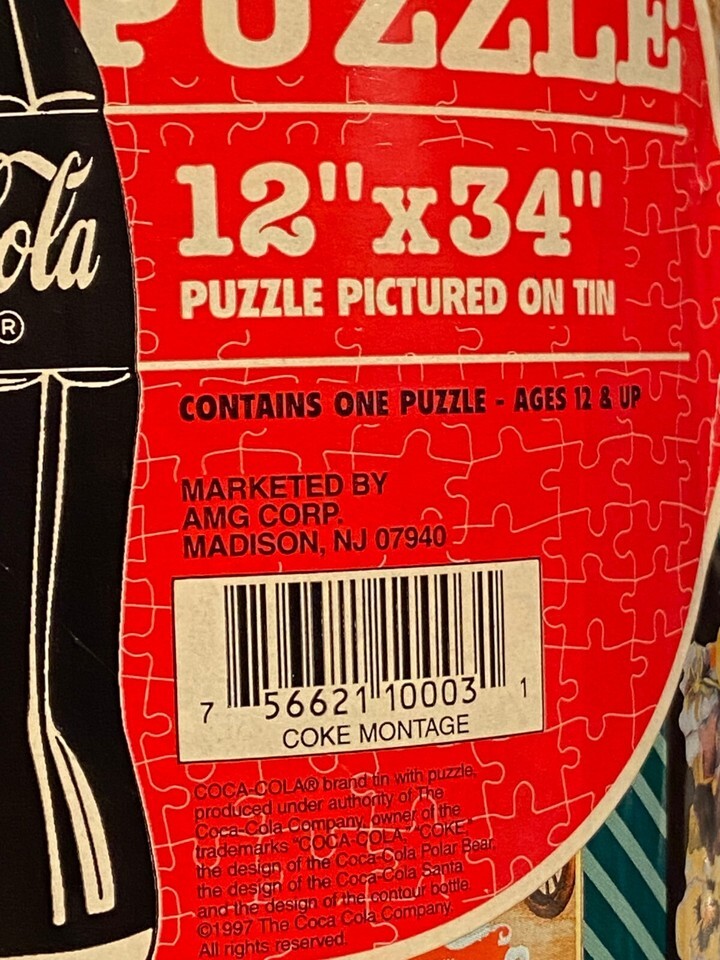 PUZZLE
12"x34"
PUZZLE PICTURED ON TIN
ola
®
CONTAINS ONE PUZZLE - AGES 12 & UP
MARKETED BY
AMG CORP.
MADISON, NJ 07940
7 56621 10003 1
COKE MONTAGE
COCA-COLA® brand tin with puzzle,
produced under authority of The
Coca-Cola Company, owner of the
trademarks "COCA-COLA," "COKE,"
the design of the Coca-Cola Polar Bear,
the design of the Coca-Cola Santa
and the design of the contour bottle.
©1997 The Coca Cola Company.
All rights reserved.